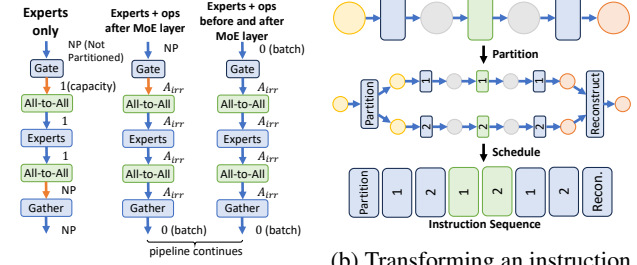 Experts
only
NP (Not
Partitioned)
Gate
1(capacity)
All-to-All
1
Experts
1
All-to-All
NP
Gather
NP
Experts + ops
after MoE layer
NP
Gate
A_irr
All-to-All
A_irr
Experts
A_irr
All-to-All
A_irr
Gather
0 (batch)
Experts + ops
before and after
MoE layer
0 (batch)
Gate
A_irr
All-to-All
A_irr
Experts
A_irr
All-to-All
A_irr
Gather
0 (batch)
pipeline continues
Partition
Partition
1
1
1
2
2
2
Reconstruct
Schedule
Partition
1
2
1
2
1
2
Recon.
Instruction Sequence
(b) Transforming an instruction